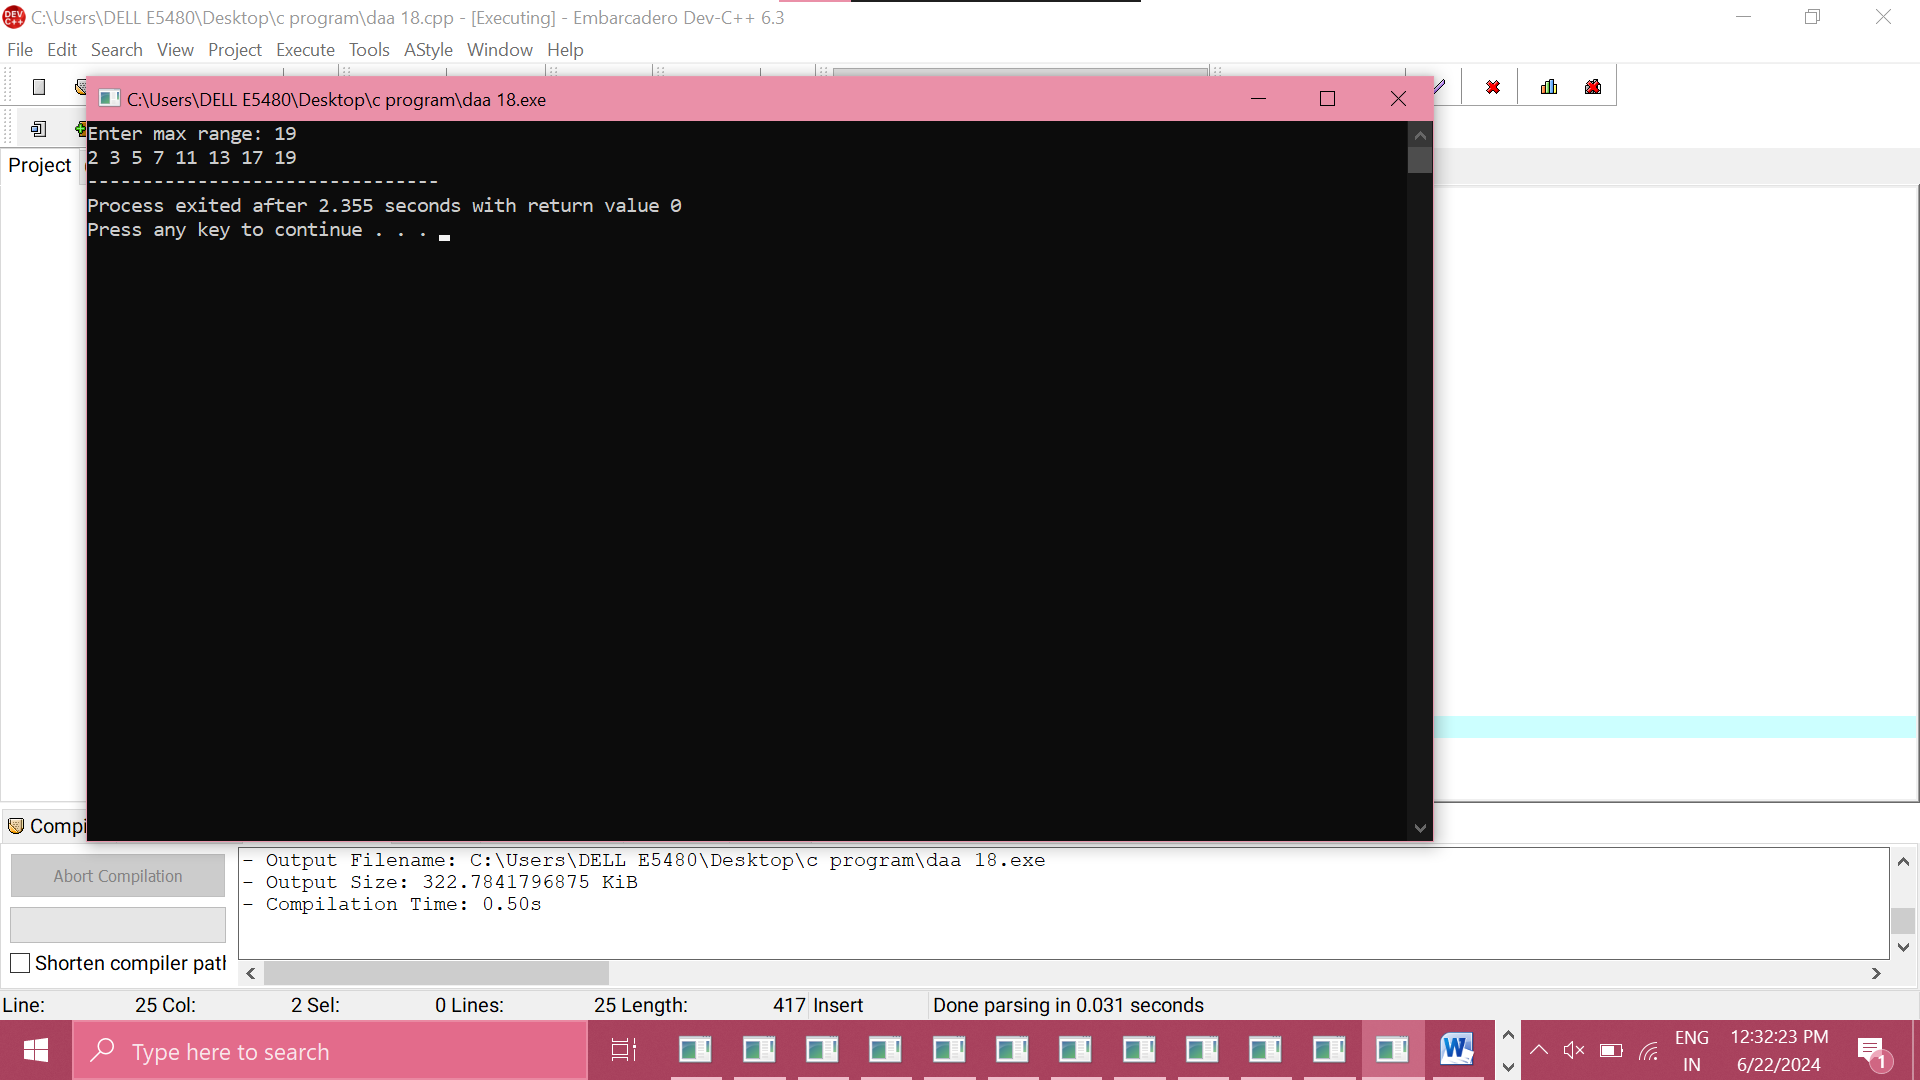 C:\Users\DELL E5480\Desktop\c program\daa 18.cpp - [Executing] - Embarcadero Dev-C++ 6.3
File Edit Search View Project Execute Tools AStyle Window Help
C:\Users\DELL E5480\Desktop\c program\daa 18.exe
Enter max range: 19
2 3 5 7 11 13 17 19
--------------------------------
Process exited after 2.355 seconds with return value 0
Press any key to continue . . .
Project
Compi
Abort Compilation
Shorten compiler path
- Output Filename: C:\Users\DELL E5480\Desktop\c program\daa 18.exe
- Output Size: 322.7841796875 KiB
- Compilation Time: 0.50s
Line: 25 Col: 2 Sel: 0 Lines: 25 Length: 417 Insert Done parsing in 0.031 seconds
Type here to search
ENG
IN
12:32:23 PM
6/22/2024
1